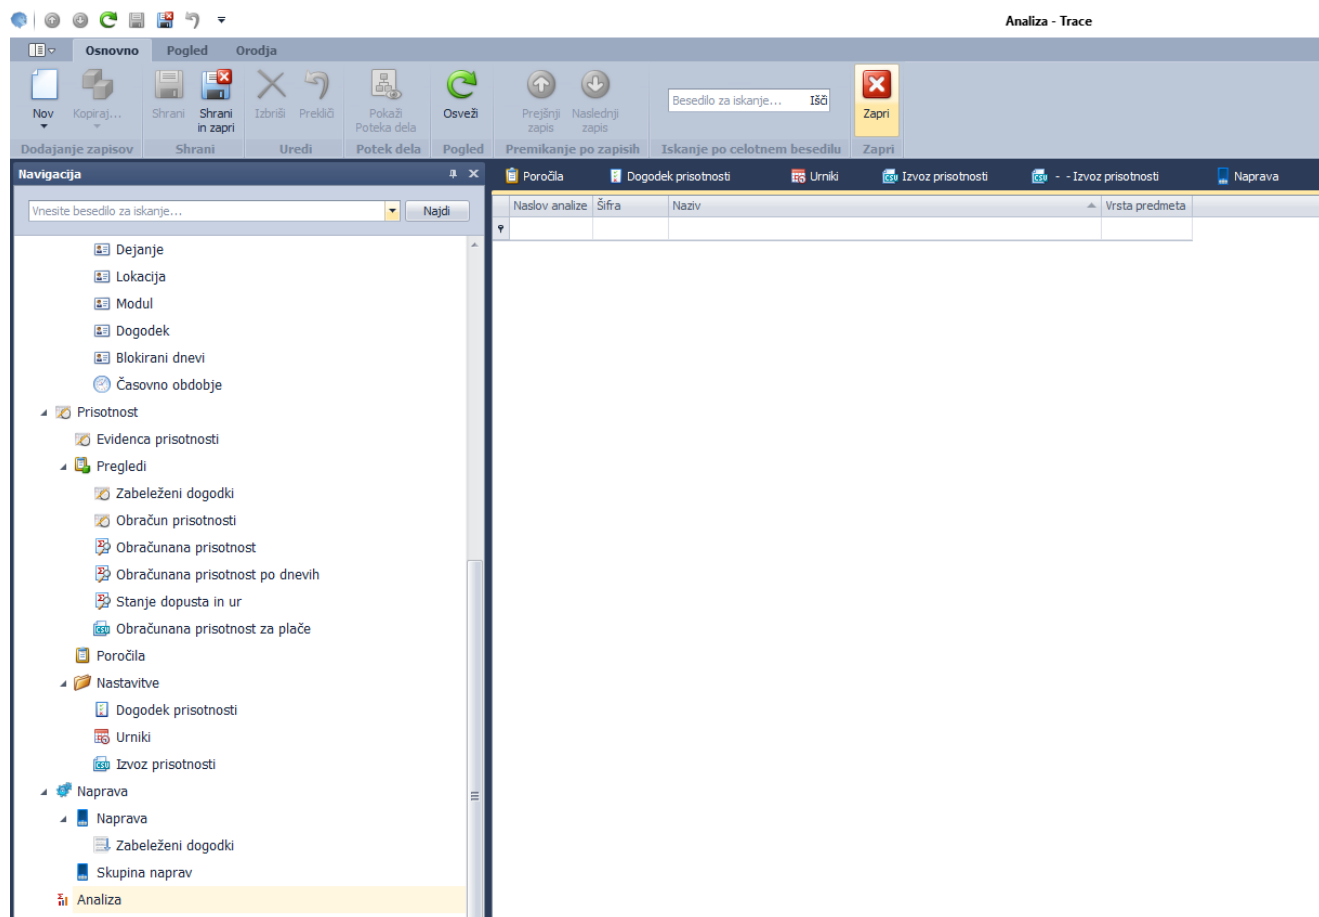 Analiza - Trace
Osnovno Pogled Orodja
Nov Kopiraj... Shrani Shrani in zapri Izbriši Prekliči Pokaži Poteka dela Osveži Prejšnji zapis Naslednji zapis Besedilo za iskanje... Išči Zapri
Dodajanje zapisov Shrani Uredi Potek dela Pogled Premikanje po zapisih Iskanje po celotnem besedilu Zapri
Navigacija
Poročila Dogodek prisotnosti Urniki Izvoz prisotnosti - - Izvoz prisotnosti Naprava
Vnesite besedilo za iskanje... Najdi
Naslov analize Šifra Naziv Vrsta predmeta
Dejanje
Lokacija
Modul
Dogodek
Blokirani dnevi
Časovno obdobje
Prisotnost
Evidenca prisotnosti
Pregledi
Zabeleženi dogodki
Obračun prisotnosti
Obračunana prisotnost
Obračunana prisotnost po dnevih
Stanje dopusta in ur
Obračunana prisotnost za plače
Poročila
Nastavitve
Dogodek prisotnosti
Urniki
Izvoz prisotnosti
Naprava
Naprava
Zabeleženi dogodki
Skupina naprav
Analiza